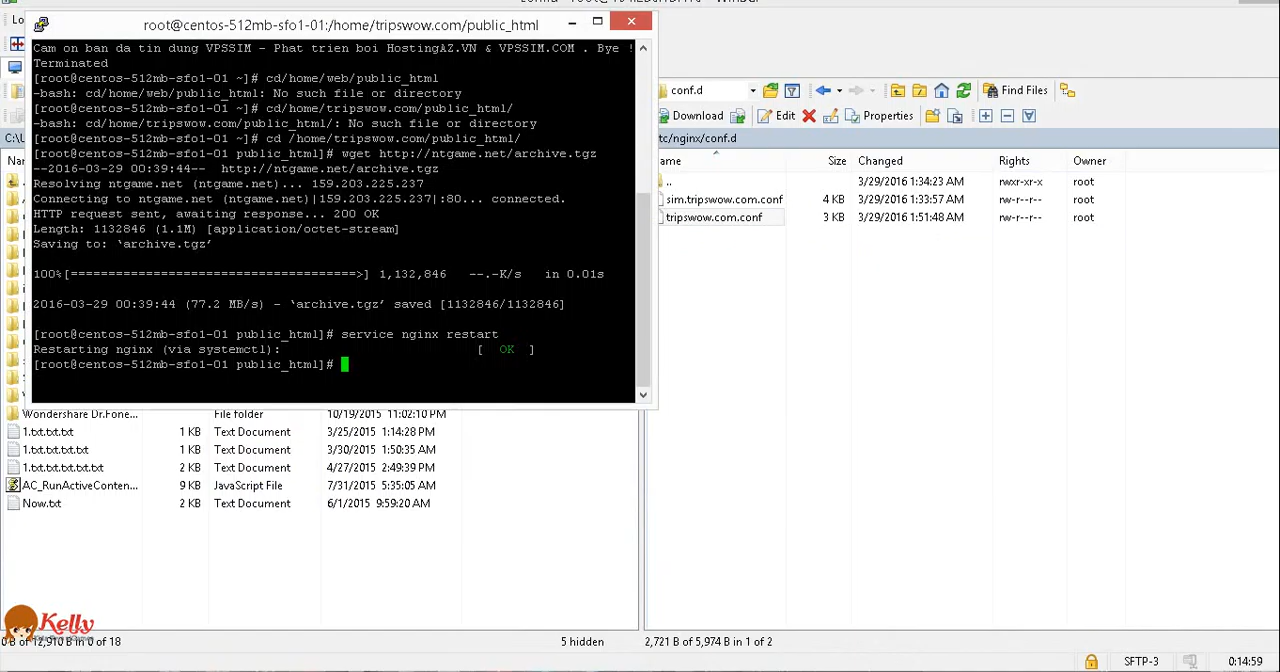 root@centos-512mb-sfo1-01:/home/tripswow.com/public_html
Cam on ban da tin dung VPSSIM - Phat trien boi HostingAZ.VN & VPSSIM.COM . Bye !
Terminated
[root@centos-512mb-sfo1-01 ~]# cd/home/web/public_html
-bash: cd/home/web/public_html: No such file or directory
[root@centos-512mb-sfo1-01 ~]# cd/home/tripswow.com/public_html/
-bash: cd/home/tripswow.com/public_html/: No such file or directory
[root@centos-512mb-sfo1-01 ~]# cd /home/tripswow.com/public_html/
[root@centos-512mb-sfo1-01 public_html]# wget http://ntgame.net/archive.tgz
--2016-03-29 00:39:44-- http://ntgame.net/archive.tgz
Resolving ntgame.net (ntgame.net)... 159.203.225.237
Connecting to ntgame.net (ntgame.net)|159.203.225.237|:80... connected.
HTTP request sent, awaiting response... 200 OK
Length: 1132846 (1.1M) [application/octet-stream]
Saving to: ‘archive.tgz’
100%[=====================================>] 1,132,846 --.-K/s in 0.01s
2016-03-29 00:39:44 (77.2 MB/s) - ‘archive.tgz’ saved [1132846/1132846]
[root@centos-512mb-sfo1-01 public_html]# service nginx restart
Restarting nginx (via systemctl): [ OK ]
[root@centos-512mb-sfo1-01 public_html]#
conf.d
Find Files
Download
Edit
Properties
C:\U
tc/nginx/conf.d
ame Size Changed Rights Owner
.. 3/29/2016 1:34:23 AM rwxr-xr-x root
sim.tripswow.com.conf 4 KB 3/29/2016 1:33:57 AM rw-r--r-- root
tripswow.com.conf 3 KB 3/29/2016 1:51:48 AM rw-r--r-- root
Wondershare Dr.Fone... File folder 10/19/2015 11:02:10 PM
1.txt.txt.txt 1 KB Text Document 3/25/2015 1:14:28 PM
1.txt.txt.txt.txt 1 KB Text Document 3/30/2015 1:50:35 AM
1.txt.txt.txt.txt.txt 2 KB Text Document 4/27/2015 2:49:39 PM
AC_RunActiveConten... 9 KB JavaScript File 7/31/2015 5:35:05 AM
Now.txt 2 KB Text Document 6/1/2015 9:59:20 AM
Kelly
0 B of 12,910 B in 0 of 18
5 hidden
2,721 B of 5,974 B in 1 of 2
SFTP-3
0:14:59